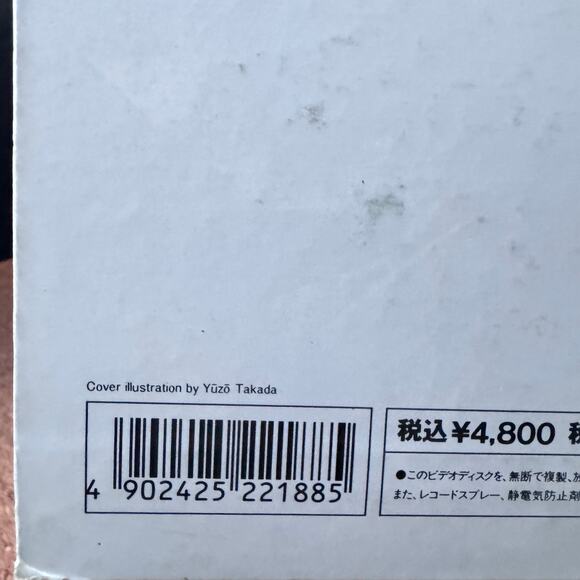 Cover illustration by Yūzō Takada
4 902425 221885
税込¥4,800
●このビデオディスクを、無断で複製、
また、レコードスプレー、静電気防止剤